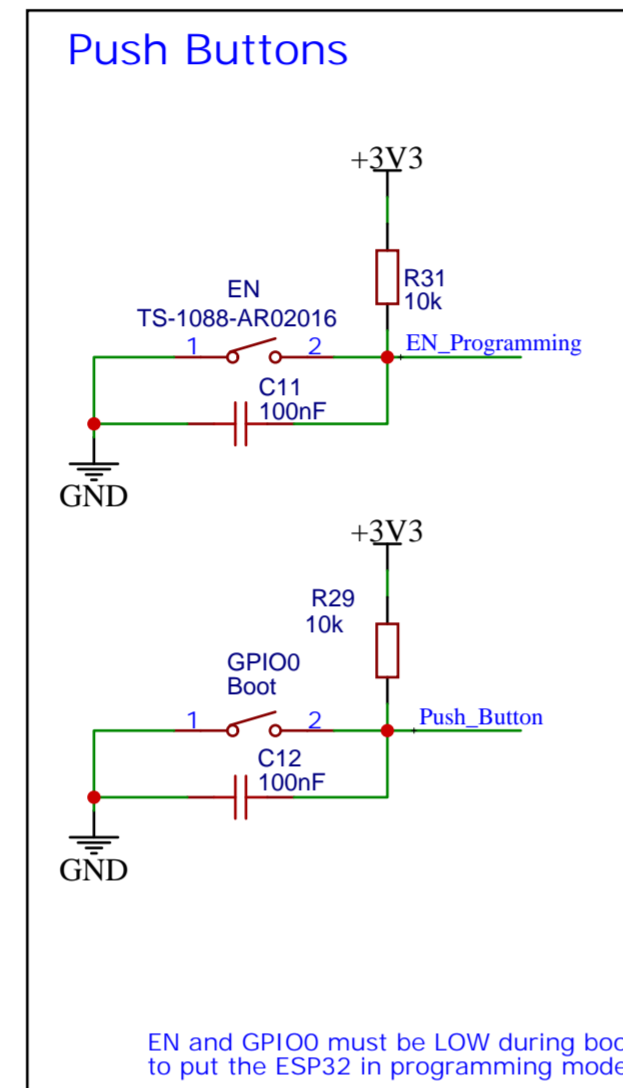 Push Buttons
+3V3
R31
10k
EN
TS-1088-AR02016
1
2
EN_Programming
C11
100nF
GND
+3V3
R29
10k
GPIO0
Boot
1
2
Push_Button
C12
100nF
GND
EN and GPIO0 must be LOW during boo
to put the ESP32 in programming mode